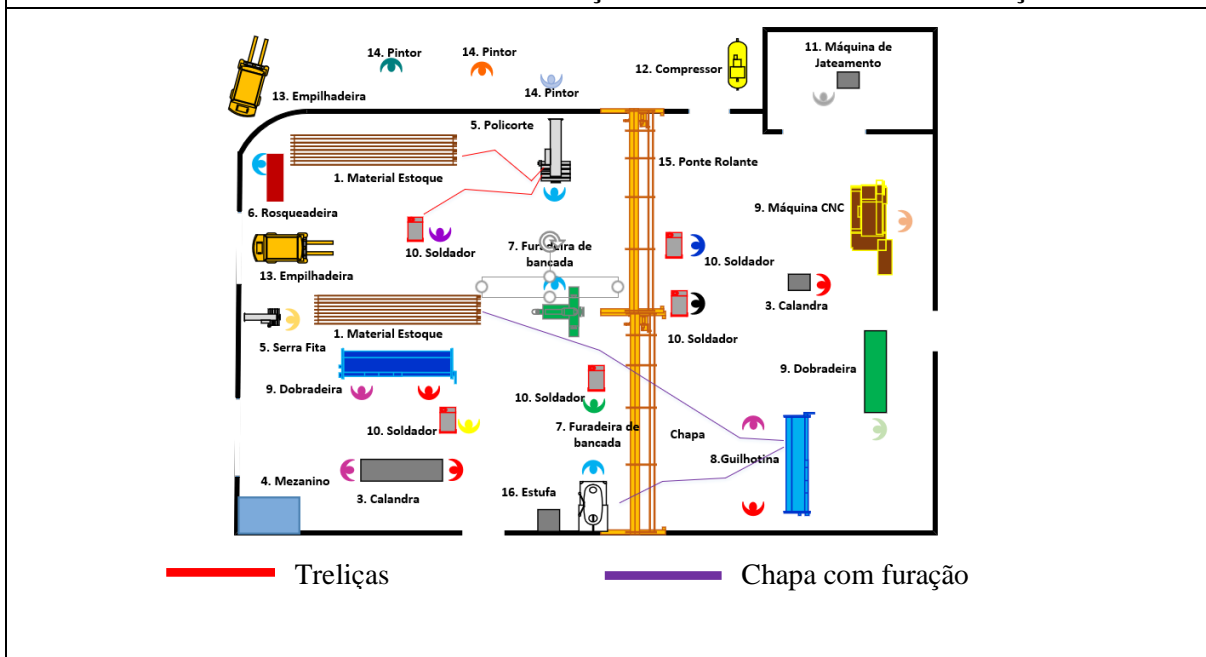 14. Pintor
14. Pintor
11. Máquina de
Jateamento
12. Compressor
13. Empilhadeira
14. Pintor
5. Policorte
15. Ponte Rolante
1. Material Estoque
6. Rosqueadeira
9. Máquina CNC
10. Soldador
7. Furadeira de
bancada
10. Soldador
13. Empilhadeira
3. Calandra
1. Material Estoque
10. Soldador
5. Serra Fita
9. Dobradeira
9. Dobradeira
10. Soldador
10. Soldador
7. Furadeira de
bancada
Chapa
8.Guilhotina
4. Mezanino
3. Calandra
16. Estufa
Treliças
Chapa com furação